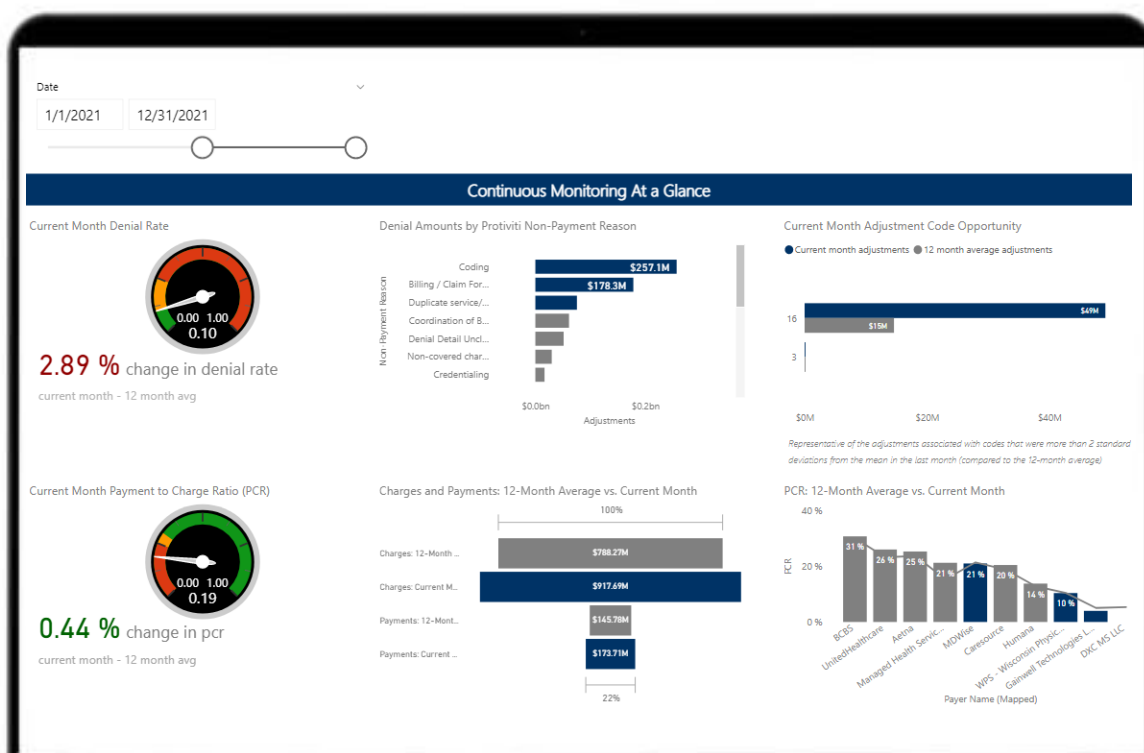 Date
1/1/2021
12/31/2021
Continuous Monitoring At a Glance
Current Month Denial Rate
0.00 1.00
0.10
2.89 % change in denial rate
current month - 12 month avg
Denial Amounts by Protiviti Non-Payment Reason
Non-Payment Reason
Coding
$257.1M
Billing / Claim For...
$178.3M
Duplicate service/...
Coordination of B...
Denial Detail Uncl...
Non-covered char...
Credentialing
$0.0bn
$0.2bn
Adjustments
Current Month Adjustment Code Opportunity
Current month adjustments
12 month average adjustments
16
$49M
$15M
3
$0M
$20M
$40M
Representative of the adjustments associated with codes that were more than 2 standard
deviations from the mean in the last month (compared to the 12-month average)
Current Month Payment to Charge Ratio (PCR)
0.00 1.00
0.19
0.44 % change in pcr
current month - 12 month avg
Charges and Payments: 12-Month Average vs. Current Month
100%
Charges: 12-Month ...
$788.27M
Charges: Current M...
$917.69M
Payments: 12-Mont...
$145.78M
Payments: Current ...
$173.71M
22%
PCR: 12-Month Average vs. Current Month
PCR
40 %
20 %
0 %
31 %
26 %
25 %
21 %
21 %
20 %
14 %
10 %
BCBS
UnitedHealthcare
Aetna
Managed Health Servic...
MDWise
Caresource
Humana
WPS - Wisconsin Physic...
Gainwell Technologies L...
DXC MS LLC
Payer Name (Mapped)